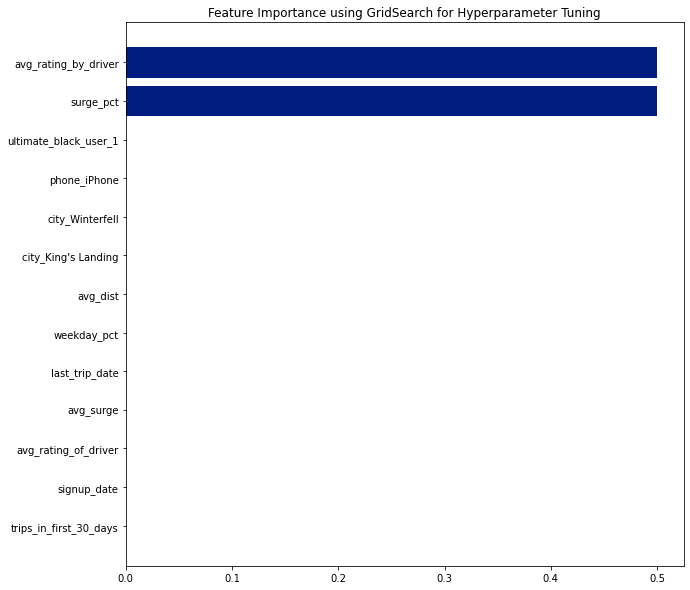 Feature Importance using GridSearch for Hyperparameter Tuning
avg_rating_by_driver
surge_pct
ultimate_black_user_1
phone_iPhone
city_Winterfell
city_King's Landing
avg_dist
weekday_pct
last_trip_date
avg_surge
avg_rating_of_driver
signup_date
trips_in_first_30_days
0.0 0.1 0.2 0.3 0.4 0.5